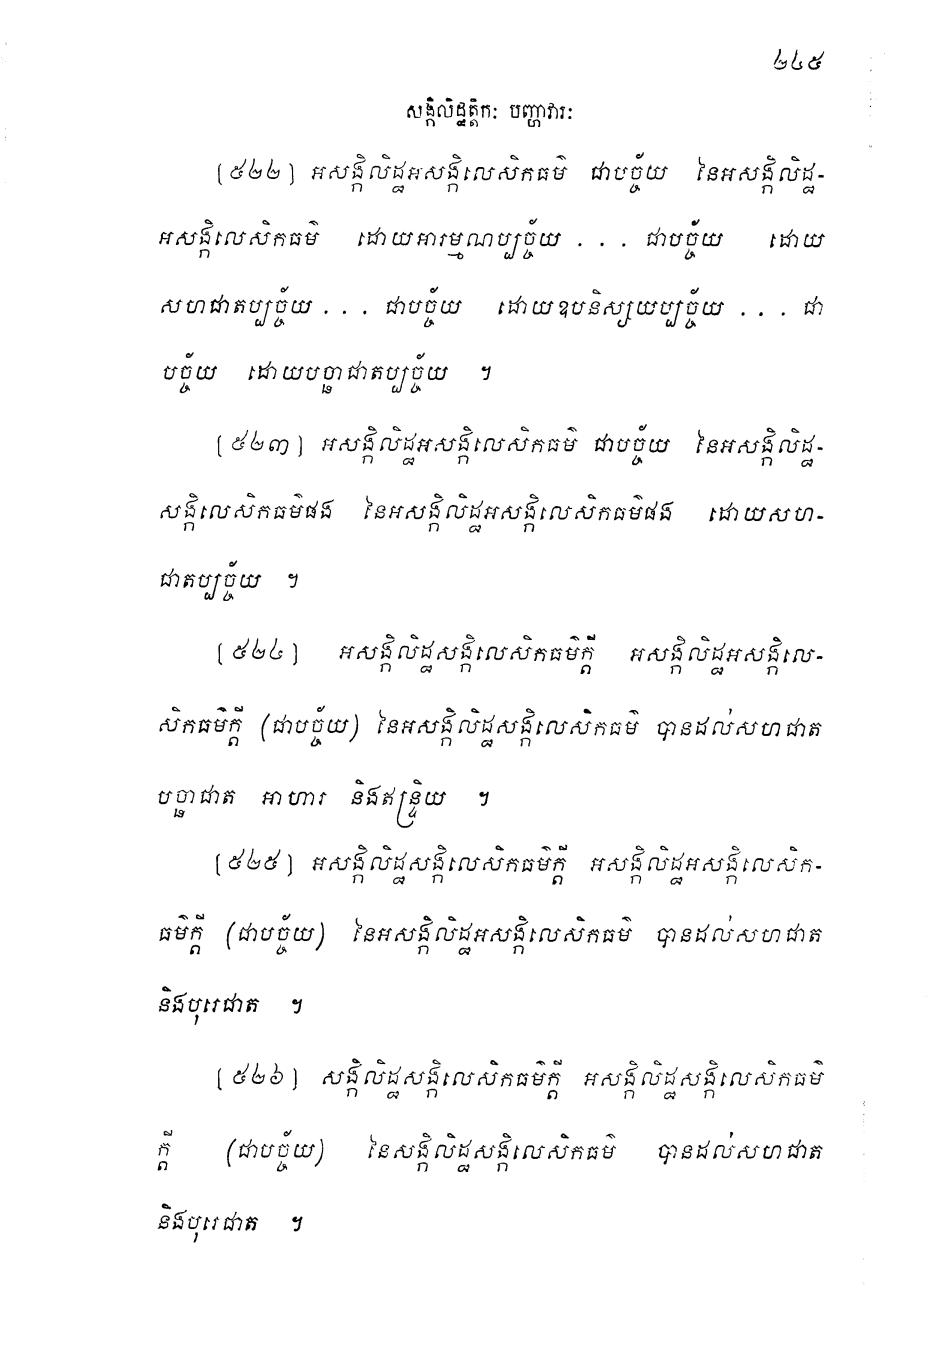 ២៤៥
សង្កិលិដ្ឋត្តិកៈ បញ្ហាវារៈ
[៥២២] អសង្កិលិដ្ឋអសង្កិលេសិកធម៌ ជាបច្ច័យ នៃអសង្កិលិដ្ឋ-
អសង្កិលេសិកធម៌ ដោយអារម្មណប្បច្ច័យ . . . ជាបច្ច័យ ដោយ
សហជាតប្បច្ច័យ . . . ជាបច្ច័យ ដោយឧបនិស្សយប្បច្ច័យ . . . ជា
បច្ច័យ ដោយបច្ឆាជាតប្បច្ច័យ ។
[៥២៣] អសង្កិលិដ្ឋអសង្កិលេសិកធម៌ ជាបច្ច័យ នៃអសង្កិលិដ្ឋ-
សង្កិលេសិកធម៌ផង នៃអសង្កិលិដ្ឋអសង្កិលេសិកធម៌ផង ដោយសហ-
ជាតប្បច្ច័យ ។
[៥២៤] អសង្កិលិដ្ឋសង្កិលេសិកធម៌ក្តី អសង្កិលិដ្ឋអសង្កិលេ-
សិកធម៌ក្តី (ជាបច្ច័យ) នៃអសង្កិលិដ្ឋសង្កិលេសិកធម៌ បានដល់សហជាត
បច្ឆាជាត អាហារ និងឥន្ទ្រិយ ។
[៥២៥] អសង្កិលិដ្ឋសង្កិលេសិកធម៌ក្តី អសង្កិលិដ្ឋអសង្កិលេសិក-
ធម៌ក្តី (ជាបច្ច័យ) នៃអសង្កិលិដ្ឋអសង្កិលេសិកធម៌ បានដល់សហជាត
និងបុរេជាត ។
[៥២៦] សង្កិលិដ្ឋសង្កិលេសិកធម៌ក្តី អសង្កិលិដ្ឋសង្កិលេសិកធម៌
ក្តី (ជាបច្ច័យ) នៃសង្កិលិដ្ឋសង្កិលេសិកធម៌ បានដល់សហជាត
និងបុរេជាត ។